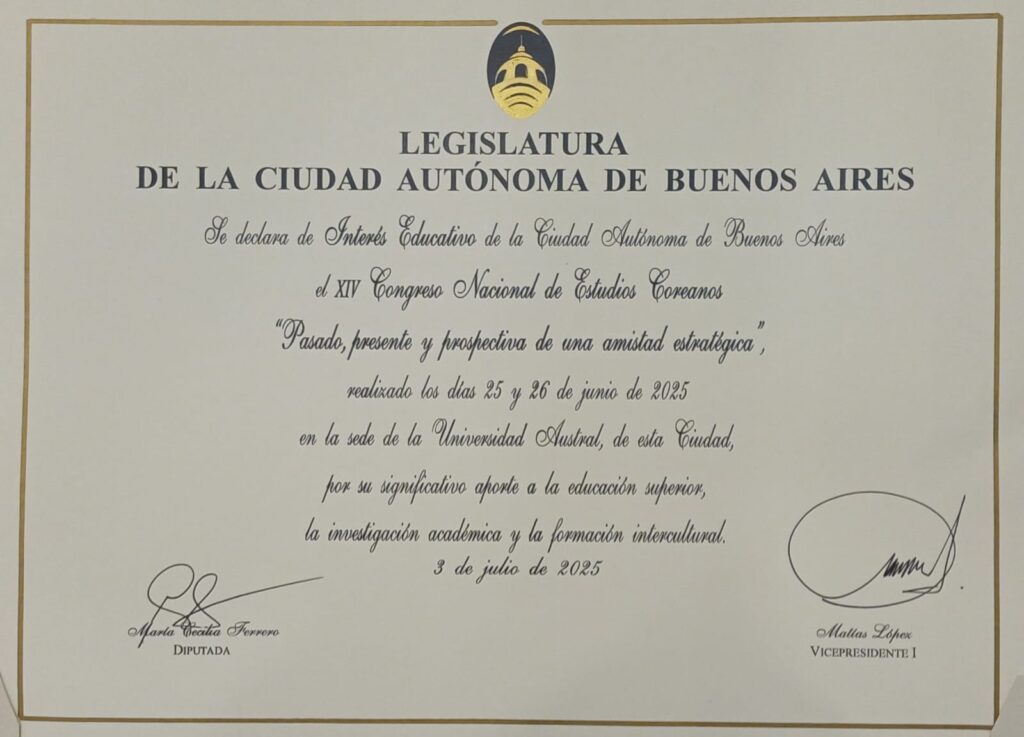 LEGISLATURA
DE LA CIUDAD AUTÓNOMA DE BUENOS AIRES
Se declara de Interés Educativo de la Ciudad Autónoma de Buenos Aires
el XIV Congreso Nacional de Estudios Coreanos
“Pasado, presente y prospectiva de una amistad estratégica”,
realizado los días 25 y 26 de junio de 2025
en la sede de la Universidad Austral, de esta Ciudad,
por su significativo aporte a la educación superior,
la investigación académica y la formación intercultural.
3 de julio de 2025
María Cecilia Ferrero
DIPUTADA
Matías López
VICEPRESIDENTE I